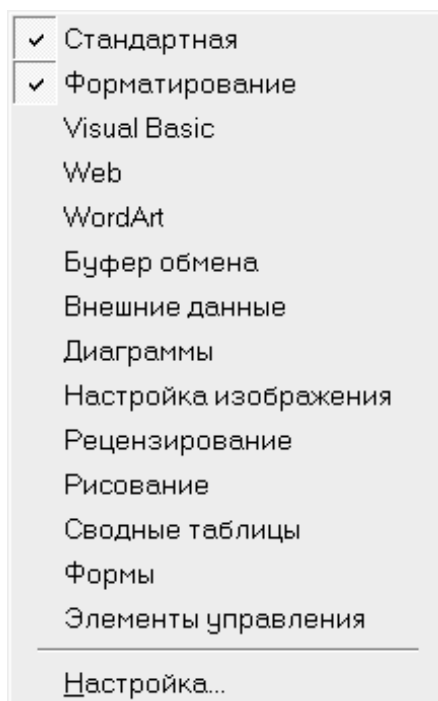 Стандартная
Форматирование
Visual Basic
Web
WordArt
Буфер обмена
Внешние данные
Диаграммы
Настройка изображения
Рецензирование
Рисование
Сводные таблицы
Формы
Элементы управления
Настройка...